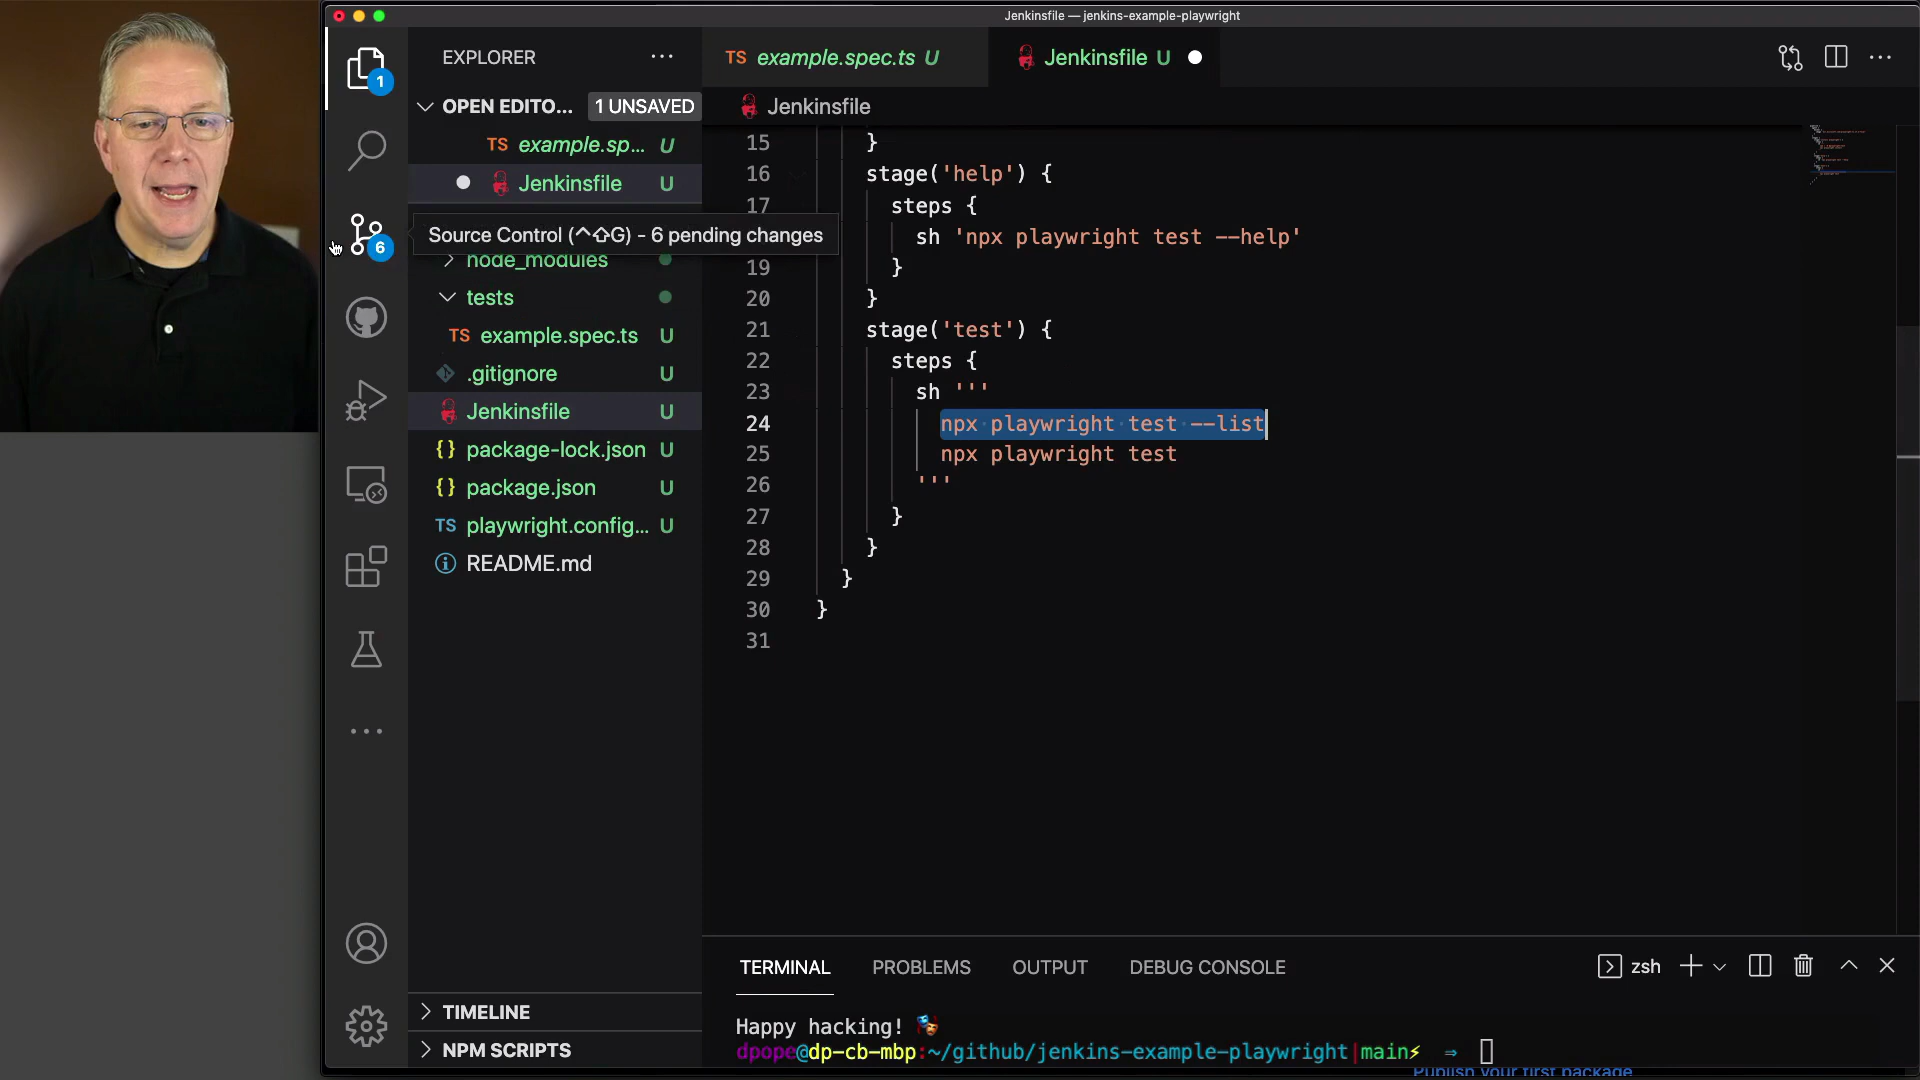 Jenkinsfile — jenkins-example-playwright
1
EXPLORER
TS example.spec.ts U
Jenkinsfile U
OPEN EDITO... 1 UNSAVED
Jenkinsfile
TS example.sp... U
Jenkinsfile U
6
Source Control (^⇧G) - 6 pending changes
node_modules
tests
TS example.spec.ts U
.gitignore U
Jenkinsfile U
{} package-lock.json U
{} package.json U
TS playwright.config... U
README.md
TIMELINE
NPM SCRIPTS
15 }
16 stage('help') {
17 steps {
sh 'npx playwright test --help'
19 }
20 }
21 stage('test') {
22 steps {
23 sh '''
24 npx playwright test --list
25 npx playwright test
26 '''
27 }
28 }
29 }
30 }
31
TERMINAL PROBLEMS OUTPUT DEBUG CONSOLE
zsh
Happy hacking! 🎭
dpope@dp-cb-mbp:~/github/jenkins-example-playwright|main⚡ ⇒
Publish your first package